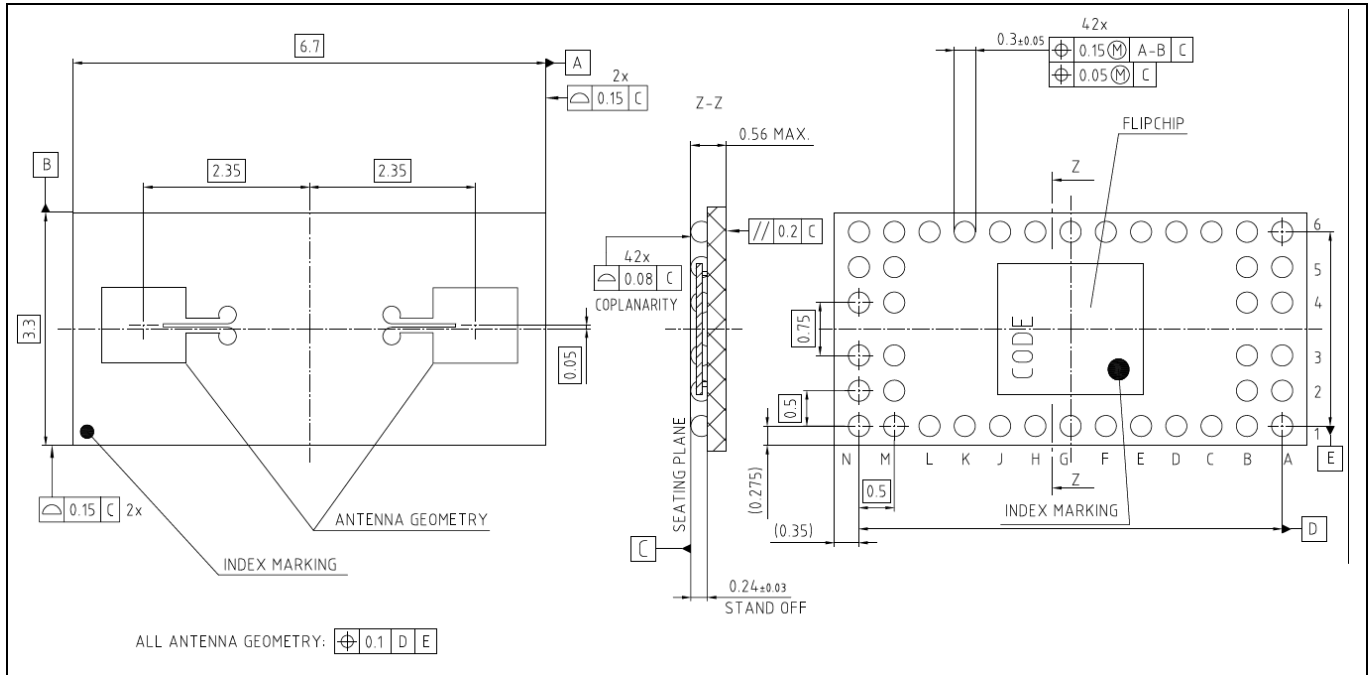 6.7
A
2x
⌓ 0.15 C
B
2.35
2.35
3.3
0.05
⌓ 0.15 C 2x
ANTENNA GEOMETRY
INDEX MARKING
ALL ANTENNA GEOMETRY: ⌖ 0.1 D E
Z-Z
0.56 MAX.
// 0.2 C
42x
⌓ 0.08 C
COPLANARITY
SEATING PLANE
C
0.24±0.03
STAND OFF
42x
0.3±0.05
⌖ 0.15 Ⓜ A-B C
⌖ 0.05 Ⓜ C
FLIPCHIP
Z
6
5
4
3
2
1
CODE
0.75
0.5
N M L K J H G F E D C B A
E
Z
(0.275)
0.5
INDEX MARKING
(0.35)
D